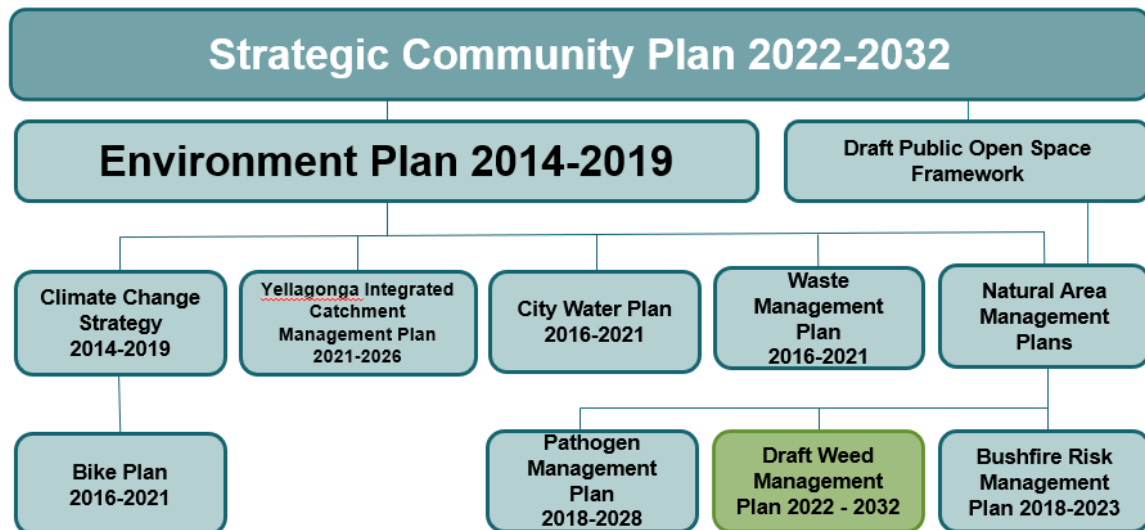 Strategic Community Plan 2022-2032
Environment Plan 2014-2019
Draft Public Open Space
Framework
Climate Change
Strategy
2014-2019
Yellagonga Integrated
Catchment
Management Plan
2021-2026
City Water Plan
2016-2021
Waste
Management
Plan
2016-2021
Natural Area
Management
Plans
Bike Plan
2016-2021
Pathogen
Management
Plan
2018-2028
Draft Weed
Management
Plan 2022 - 2032
Bushfire Risk
Management
Plan 2018-2023